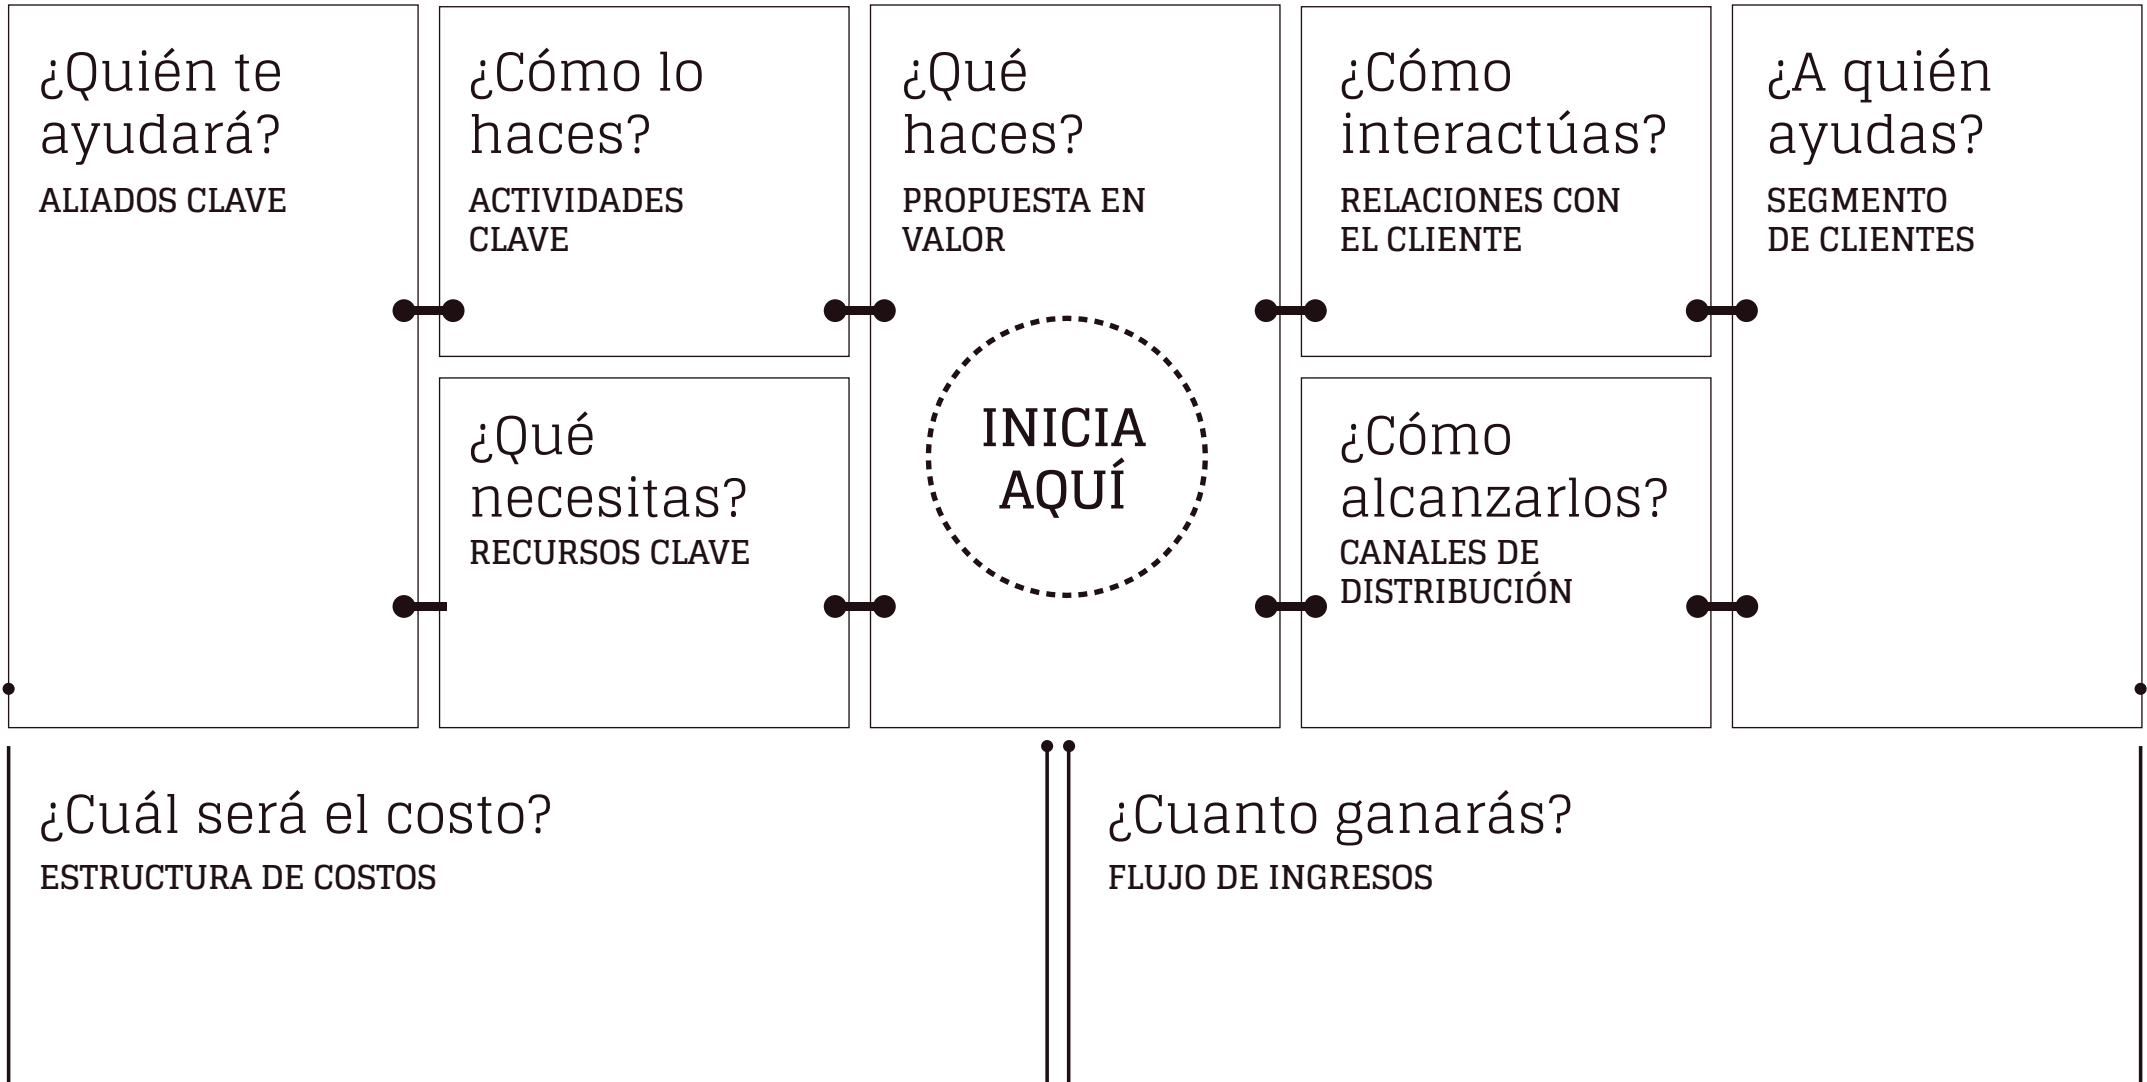 ¿Quién te
ayudará?
ALIADOS CLAVE
¿Cómo lo
haces?
ACTIVIDADES
CLAVE
¿Qué
necesitas?
RECURSOS CLAVE
¿Qué
haces?
PROPUESTA EN
VALOR
INICIA
AQUÍ
¿Cómo
interactúas?
RELACIONES CON
EL CLIENTE
¿Cómo
alcanzarlos?
CANALES DE
DISTRIBUCIÓN
¿A quién
ayudas?
SEGMENTO
DE CLIENTES
¿Cuál será el costo?
ESTRUCTURA DE COSTOS
¿Cuanto ganarás?
FLUJO DE INGRESOS